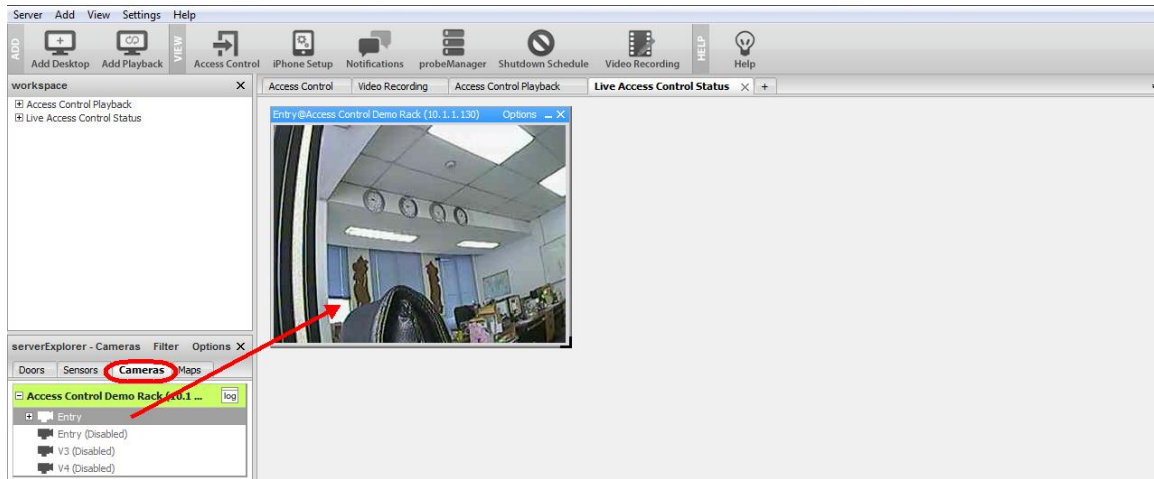 Server Add View Settings Help
ADD
Add Desktop Add Playback
VIEW
Access Control iPhone Setup Notifications probeManager Shutdown Schedule Video Recording
HELP
Help
workspace X
Access Control Playback
Live Access Control Status
Access Control Video Recording Access Control Playback Live Access Control Status X +
Entry@Access Control Demo Rack (10.1.1.130) Options
serverExplorer - Cameras Filter Options X
Doors Sensors Cameras Maps
Access Control Demo Rack (10.1 ... log
Entry
Entry (Disabled)
V3 (Disabled)
V4 (Disabled)